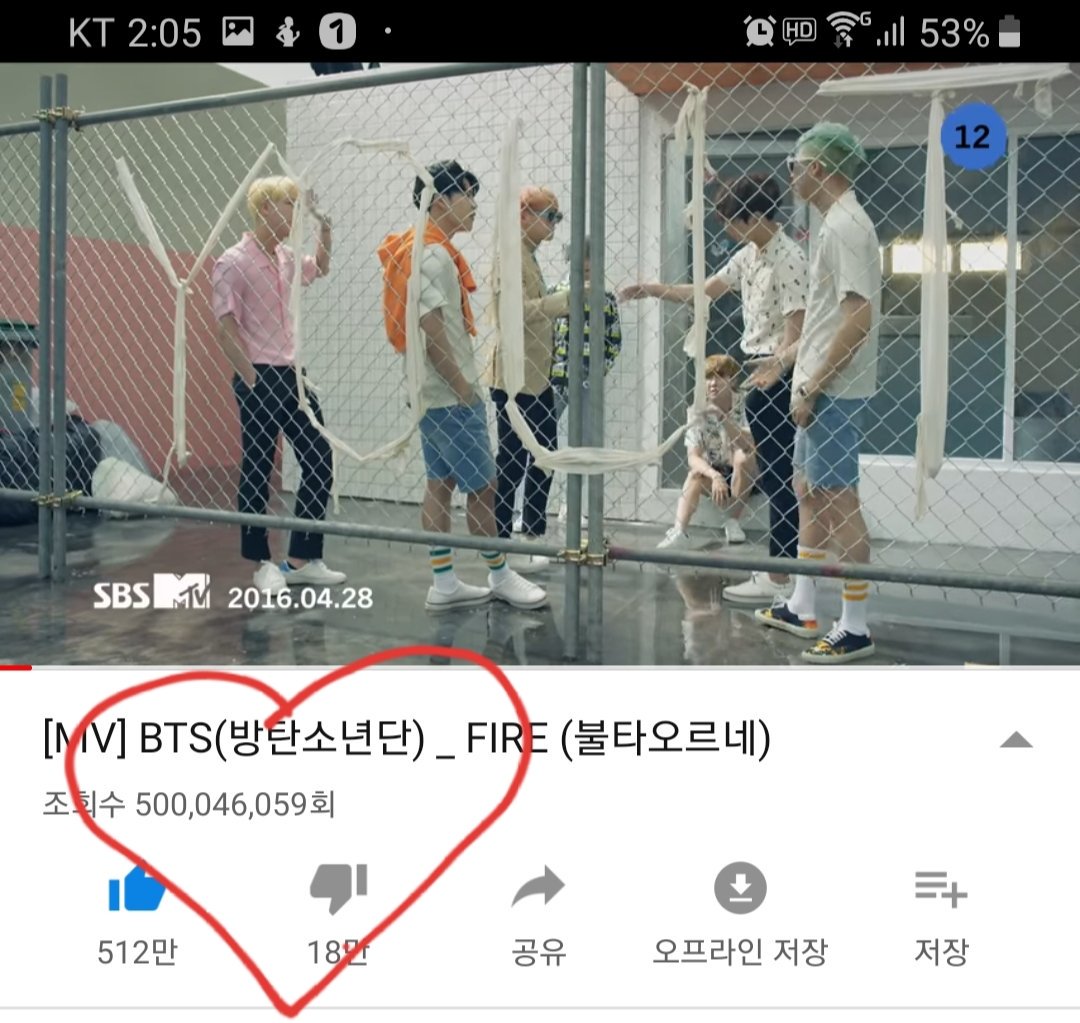 KT 2:05 1
HD G 53%
12
YOU
SBS MTV 2016.04.28
[MV] BTS(방탄소년단) _ FIRE (불타오르네)
조회수 500,046,059회
512만 18만 공유 오프라인 저장 저장